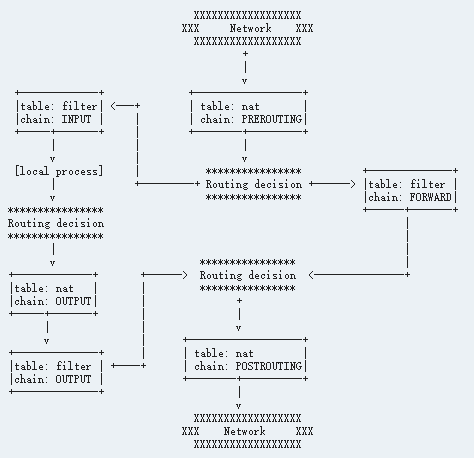 XXXXXXXXXXXXXXXXXX
XXX Network XXX
XXXXXXXXXXXXXXXXXX
+
|
v
table: filter
chain: INPUT
table: nat
chain: PREROUTING
[local process]
****************
Routing decision
****************
table: filter
chain: FORWARD
****************
Routing decision
****************
****************
Routing decision
****************
table: nat
chain: OUTPUT
table: filter
chain: OUTPUT
table: nat
chain: POSTROUTING
XXXXXXXXXXXXXXXXXX
XXX Network XXX
XXXXXXXXXXXXXXXXXX